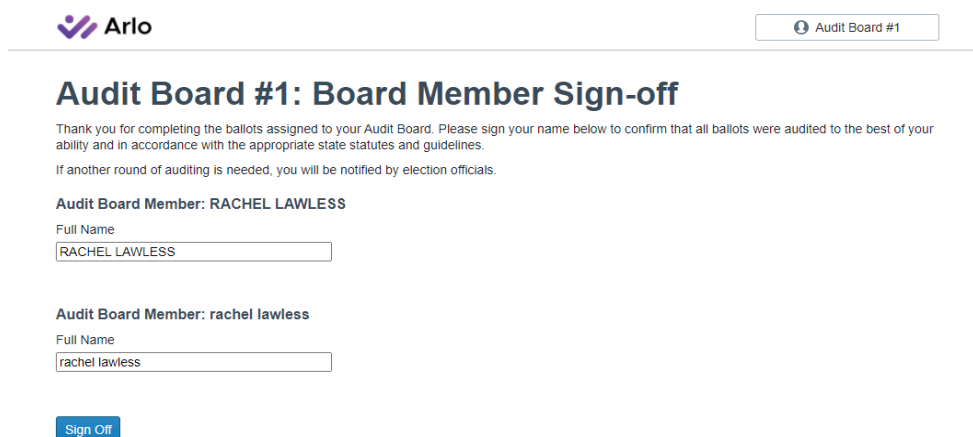 Arlo
Audit Board #1
Audit Board #1: Board Member Sign-off
Thank you for completing the ballots assigned to your Audit Board. Please sign your name below to confirm that all ballots were audited to the best of your
ability and in accordance with the appropriate state statutes and guidelines.
If another round of auditing is needed, you will be notified by election officials.
Audit Board Member: RACHEL LAWLESS
Full Name
RACHEL LAWLESS
Audit Board Member: rachel lawless
Full Name
rachel lawless
Sign Off